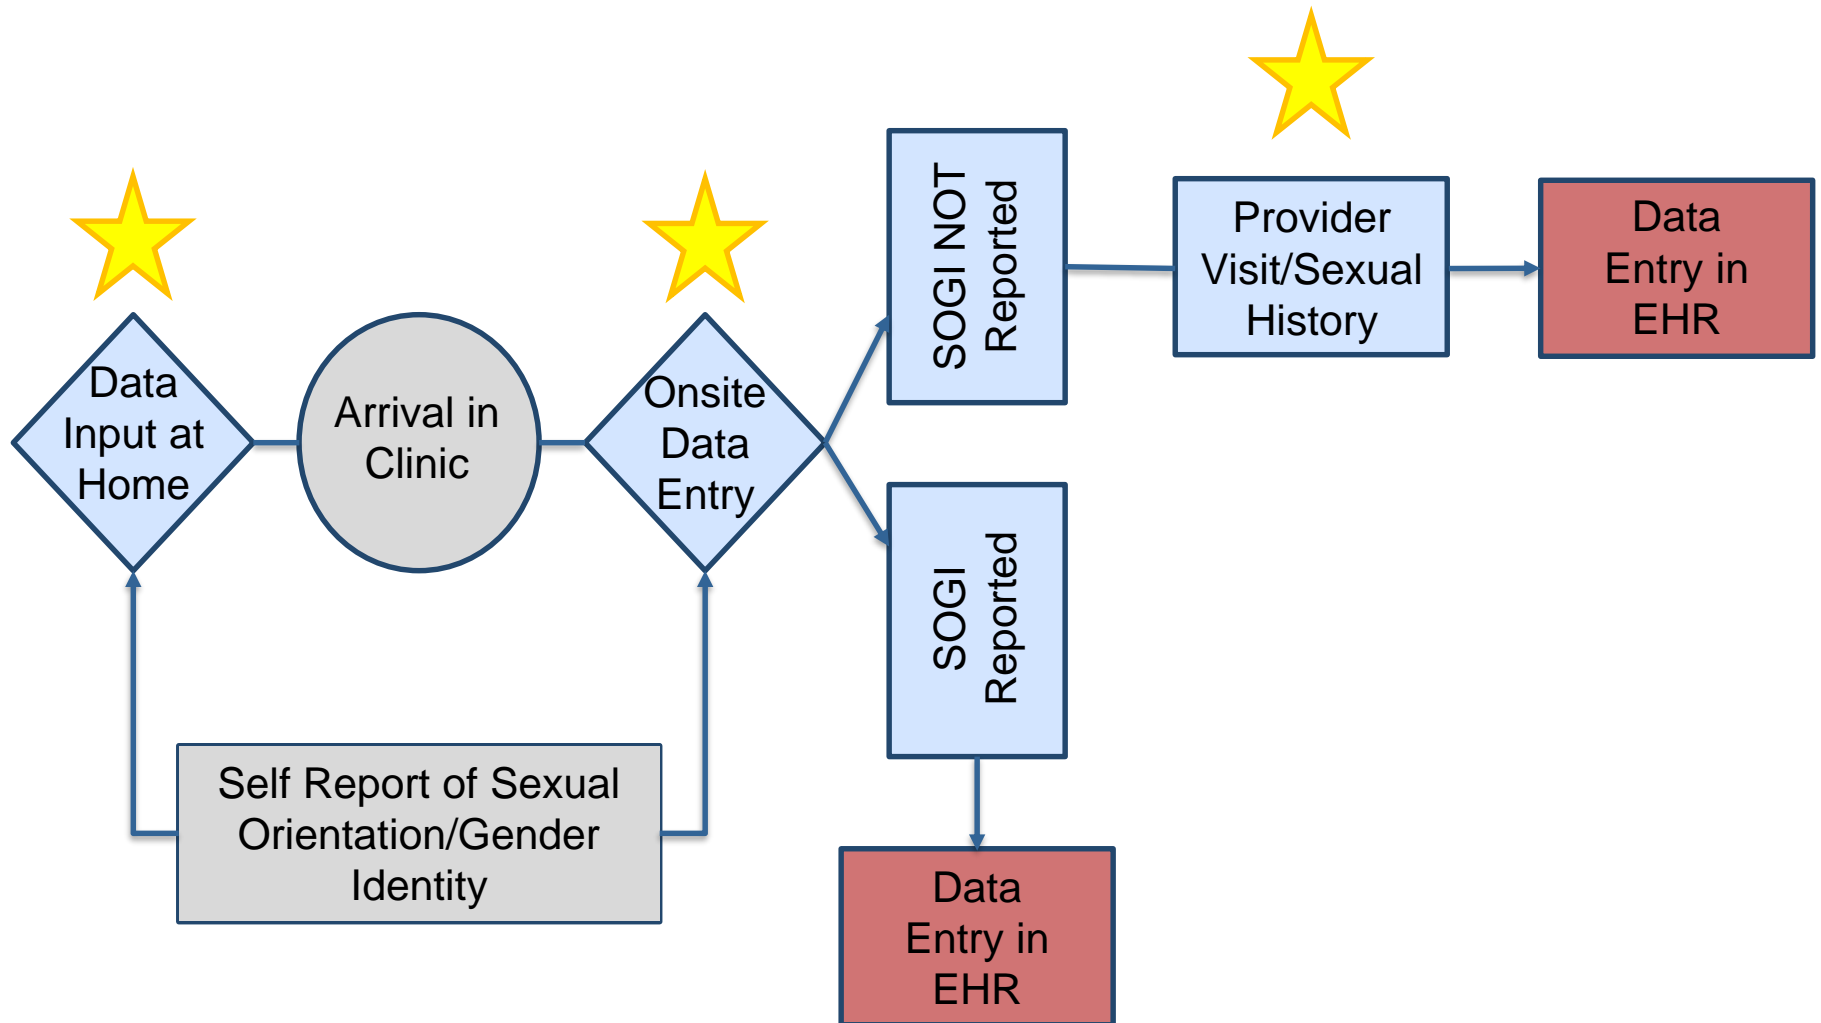 Data
Input at
Home
Arrival in
Clinic
Onsite
Data
Entry
SOGI NOT
Reported
Provider
Visit/Sexual
History
Data
Entry in
EHR
SOGI
Reported
Self Report of Sexual
Orientation/Gender
Identity
Data
Entry in
EHR